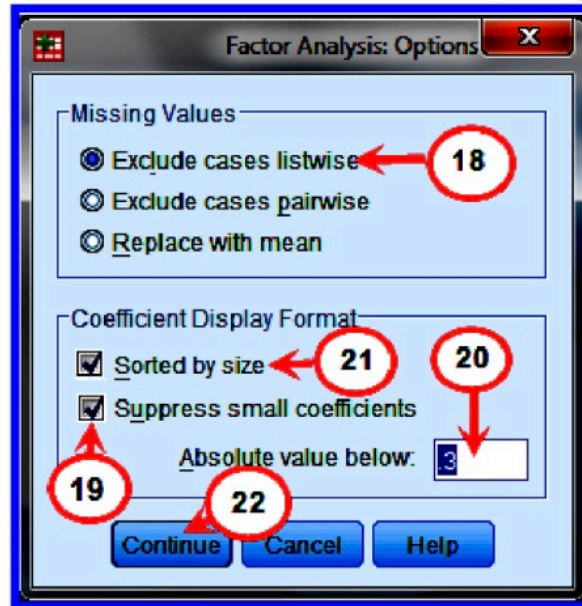 Factor Analysis: Options
X
Missing Values
Exclude cases listwise
18
Exclude cases pairwise
Replace with mean
Coefficient Display Format
Sorted by size
21
20
Suppress small coefficients
Absolute value below: .3
19
22
Continue Cancel Help